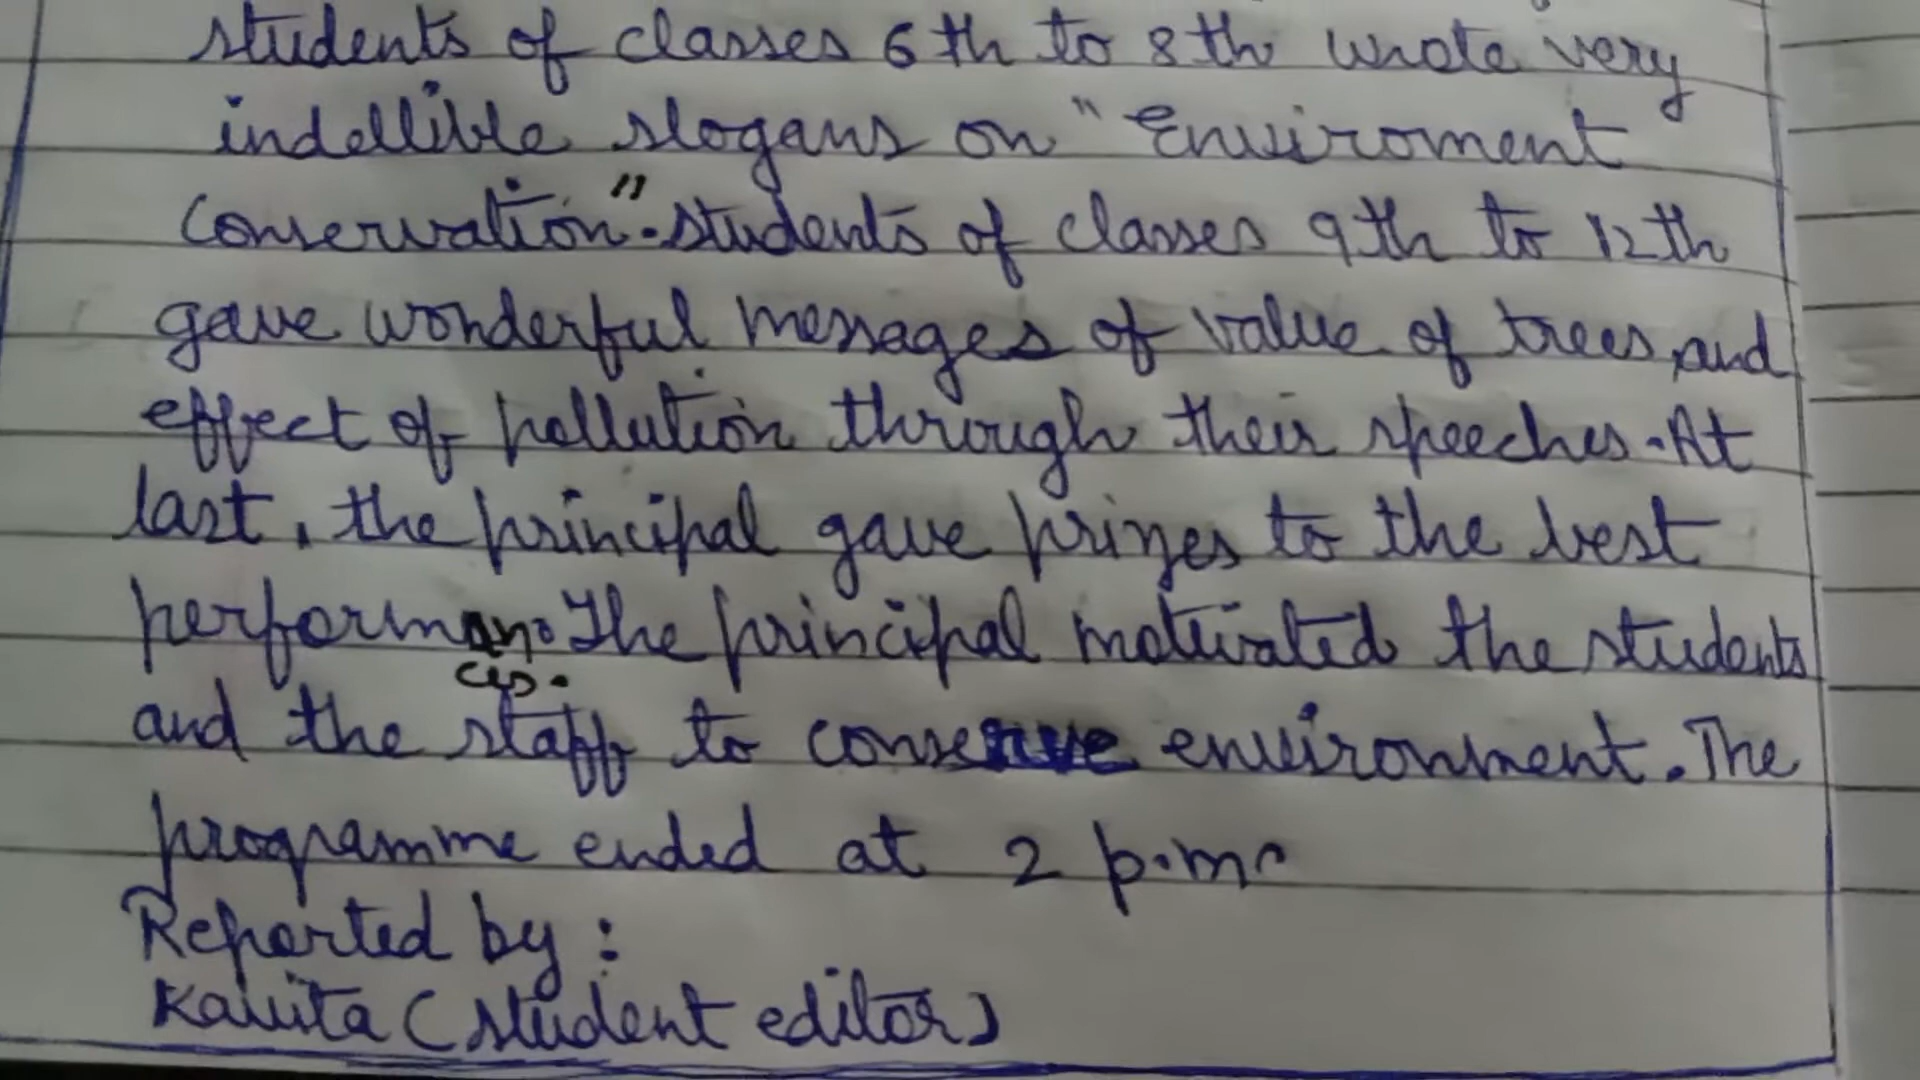 students of classes 6th to 8th wrote very
indellible slogans on "Enviroment
Conservation". students of classes 9th to 12th
gave wonderful messages of value of trees and
effect of pollution through their speeches. At
last, the principal gave prizes to the best
performan. The principal motivated the students
ces.
and the staff to conserve environment. The
programme ended at 2 p.m.
Reported by :
Kavita (student editor)